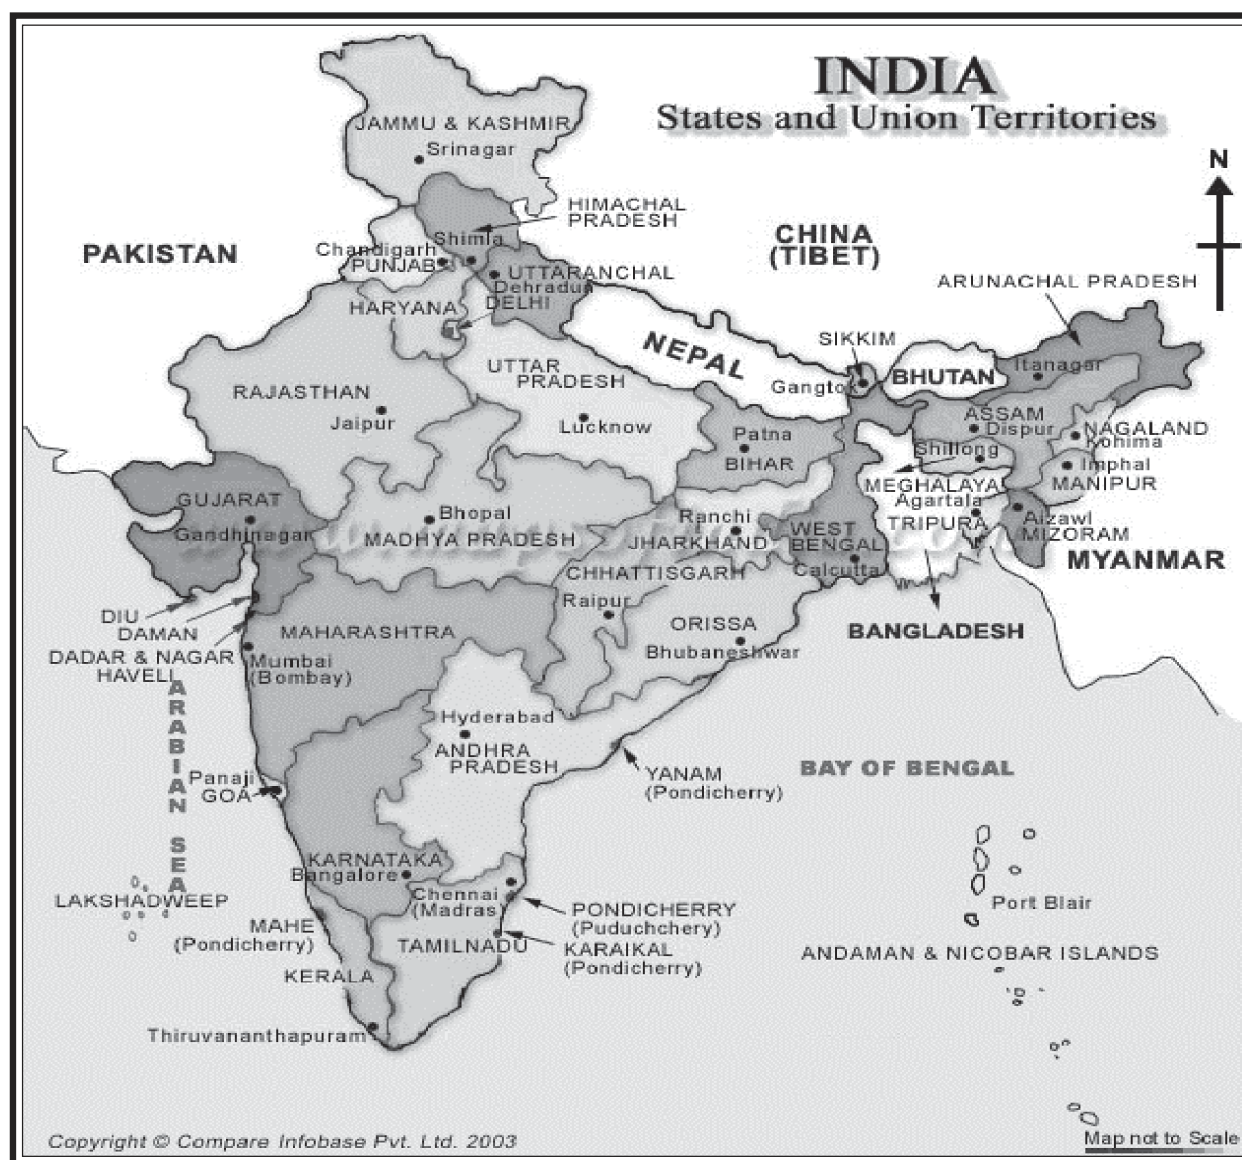 INDIA
States and Union Territories
N
JAMMU & KASHMIR
Srinagar
HIMACHAL
PRADESH
PAKISTAN
CHINA
(TIBET)
Shimla
Chandigarh
PUNJAB
UTTARANCHAL
Dehradun
DELHI
HARYANA
ARUNACHAL PRADESH
NEPAL
SIKKIM
Gangtok
BHUTAN
Itanagar
UTTAR
PRADESH
RAJASTHAN
Jaipur
Lucknow
Patna
BIHAR
ASSAM
Dispur
NAGALAND
Kohima
Shillong
Imphal
MANIPUR
MEGHALAYA
Agartala
TRIPURA
Aizawl
MIZORAM
MYANMAR
GUJARAT
Gandhinagar
Bhopal
MADHYA PRADESH
Ranchi
JHARKHAND
WEST
BENGAL
Calcutta
CHHATTISGARH
Raipur
ORISSA
Bhubaneshwar
BANGLADESH
DIU
DAMAN
DADAR & NAGAR
HAVELI
MAHARASHTRA
Mumbai
(Bombay)
ARABIAN SEA
Hyderabad
ANDHRA
PRADESH
YANAM
(Pondicherry)
BAY OF BENGAL
Panaji
GOA
KARNATAKA
Bangalore
Chennai
(Madras)
LAKSHADWEEP
MAHE
(Pondicherry)
PONDICHERRY
(Puduchchery)
KARAIKAL
(Pondicherry)
TAMILNADU
KERALA
Thiruvananthapuram
Port Blair
ANDAMAN & NICOBAR ISLANDS
Copyright © Compare Infobase Pvt. Ltd. 2003
Map not to Scale